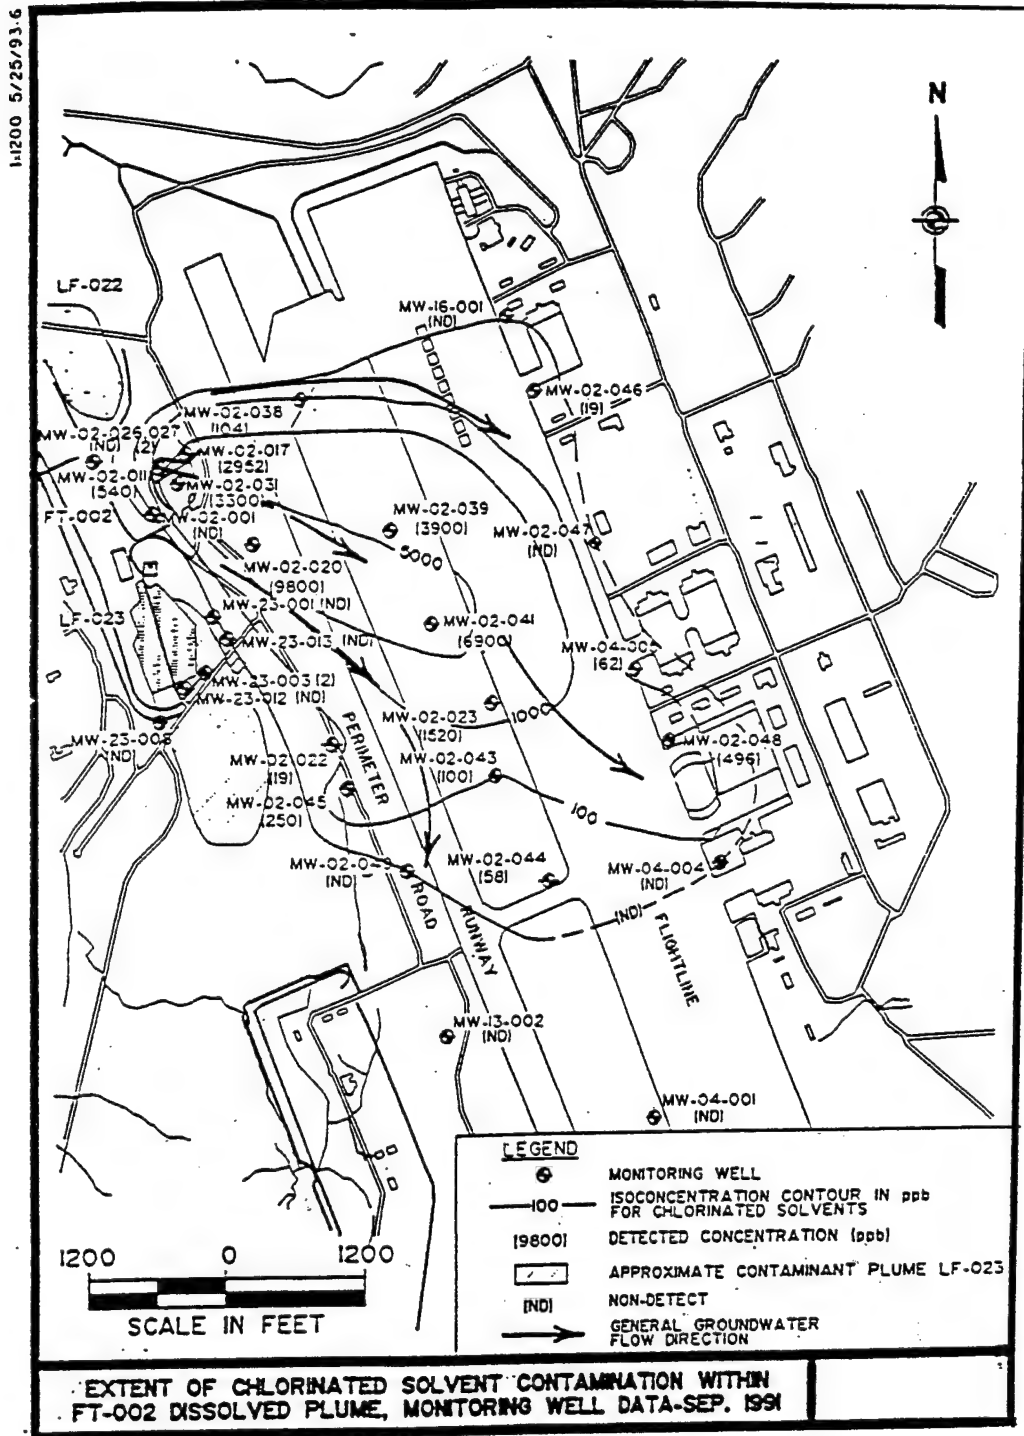 1:1200 5/25/93-6
N
LF-022
MW-16-001
(ND)
MW-02-046
(19)
MW-02-038
(104)
MW-02-026,027
(ND) (2)
MW-02-017
(2952)
MW-02-011
(540)
MW-02-031
(3300)
FT-002
MW-02-001
(ND)
MW-02-039
(3900)
MW-02-047
(ND)
5000
MW-02-020
(9800)
MW-23-001 (ND)
LF-023
MW-23-013 (ND)
MW-02-041
(6900)
(62)
MW-23-003 (2)
MW-23-012 (ND)
MW-02-023
(1520)
1000
MW-23-008
(ND)
PERIMETER
ROAD
MW-02-048
(496)
MW-02-022
(19)
MW-02-043
(100)
MW-02-045
(250)
100
(ND)
MW-02-044
(58)
MW-04-004
(ND)
(ND)
RUNWAY
FLIGHTLINE
MW-13-002
(ND)
MW-04-001
(ND)
LEGEND
MONITORING WELL
100
ISOCONCENTRATION CONTOUR IN ppb
FOR CHLORINATED SOLVENTS
(9800)
DETECTED CONCENTRATION (ppb)
APPROXIMATE CONTAMINANT PLUME LF-023
(ND)
NON-DETECT
GENERAL GROUNDWATER
FLOW DIRECTION
1200 0 1200
SCALE IN FEET
EXTENT OF CHLORINATED SOLVENT CONTAMINATION WITHIN
FT-002 DISSOLVED PLUME, MONITORING WELL DATA-SEP. 1991